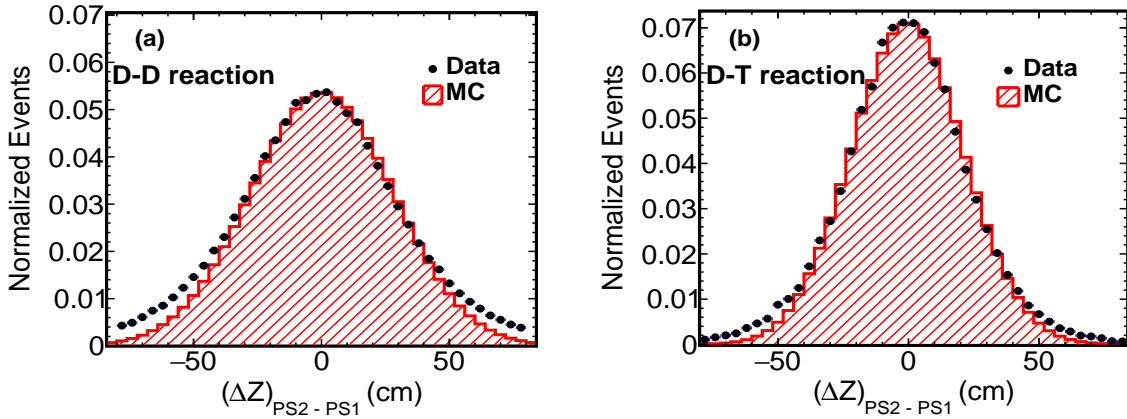 (a)
D-D reaction
Data
MC
Normalized Events
0.07
0.06
0.05
0.04
0.03
0.02
0.01
0
−50
0
50
(ΔZ)PS2 - PS1 (cm)
(b)
D-T reaction
Data
MC
Normalized Events
0.07
0.06
0.05
0.04
0.03
0.02
0.01
0
−50
0
50
(ΔZ)PS2 - PS1 (cm)